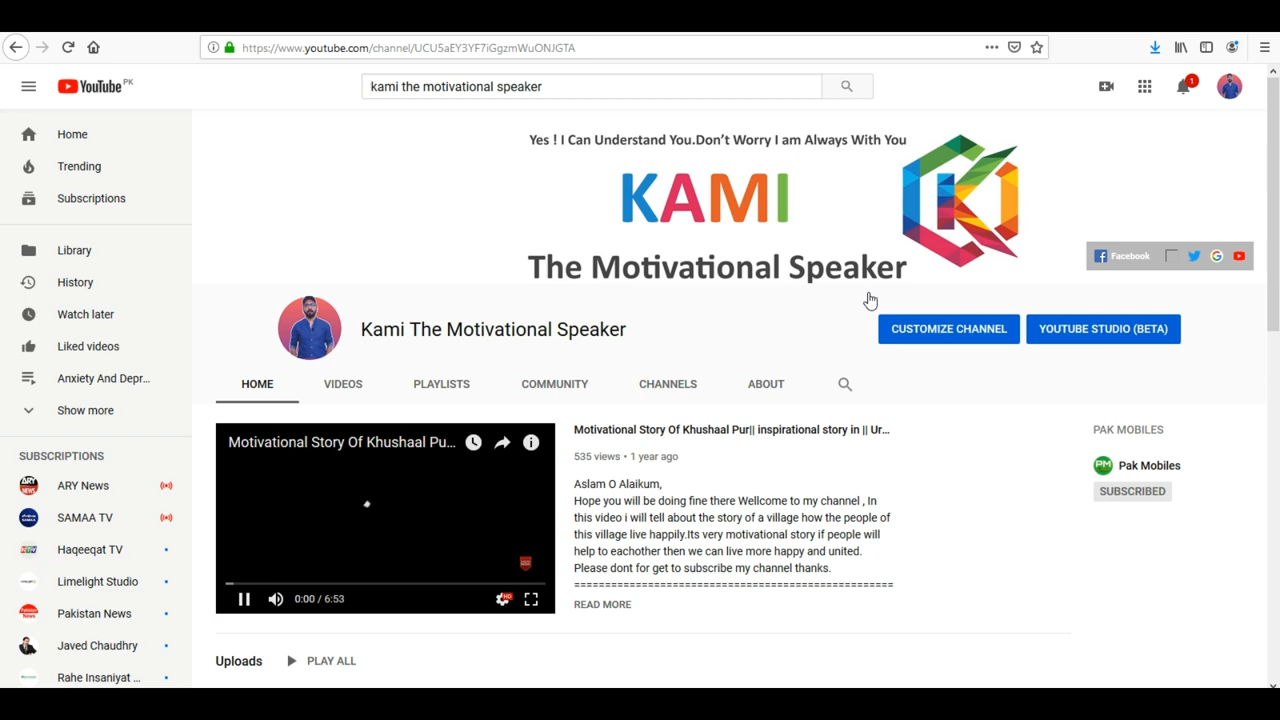 https://www.youtube.com/channel/UCU5aEY3YF7iGgzmWuONJGTA
YouTube PK
kami the motivational speaker
1
Home
Trending
Subscriptions
Library
History
Watch later
Liked videos
Anxiety And Depr...
Show more
SUBSCRIPTIONS
ARY News
SAMAA TV
Haqeeqat TV
Limelight Studio
Pakistan News
Javed Chaudhry
Rahe Insaniyat ...
Yes ! I Can Understand You.Don't Worry I am Always With You
KAMI
The Motivational Speaker
Facebook
Kami The Motivational Speaker
CUSTOMIZE CHANNEL
YOUTUBE STUDIO (BETA)
HOME
VIDEOS
PLAYLISTS
COMMUNITY
CHANNELS
ABOUT
Motivational Story Of Khushaal Pu...
0:00 / 6:53
HD
Motivational Story Of Khushaal Pur|| inspirational story in || Ur...
535 views • 1 year ago
Aslam O Alaikum,
Hope you will be doing fine there Wellcome to my channel , In
this video i will tell about the story of a village how the people of
this village live happily.Its very motivational story if people will
help to eachother then we can live more happy and united.
Please dont for get to subscribe my channel thanks.
==================================================
READ MORE
PAK MOBILES
PM
Pak Mobiles
SUBSCRIBED
Uploads
PLAY ALL